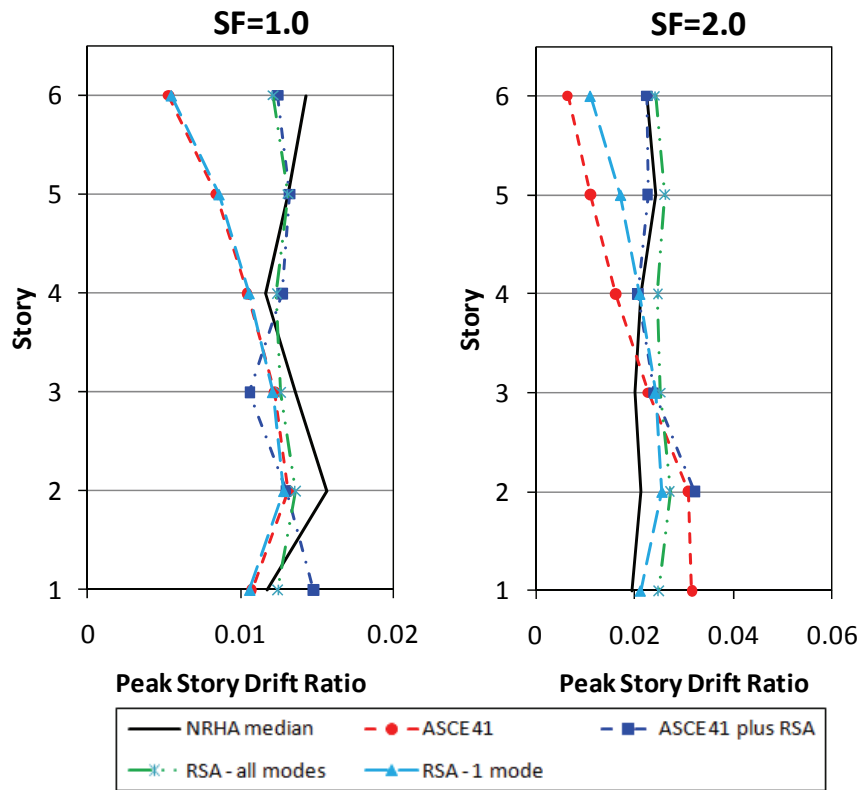 SF=1.0
SF=2.0
Story
6
5
4
3
2
1
0
0.01
0.02
Peak Story Drift Ratio
Story
6
5
4
3
2
1
0
0.02
0.04
0.06
Peak Story Drift Ratio
NRHA median
ASCE41
ASCE41 plus RSA
RSA - all modes
RSA - 1 mode